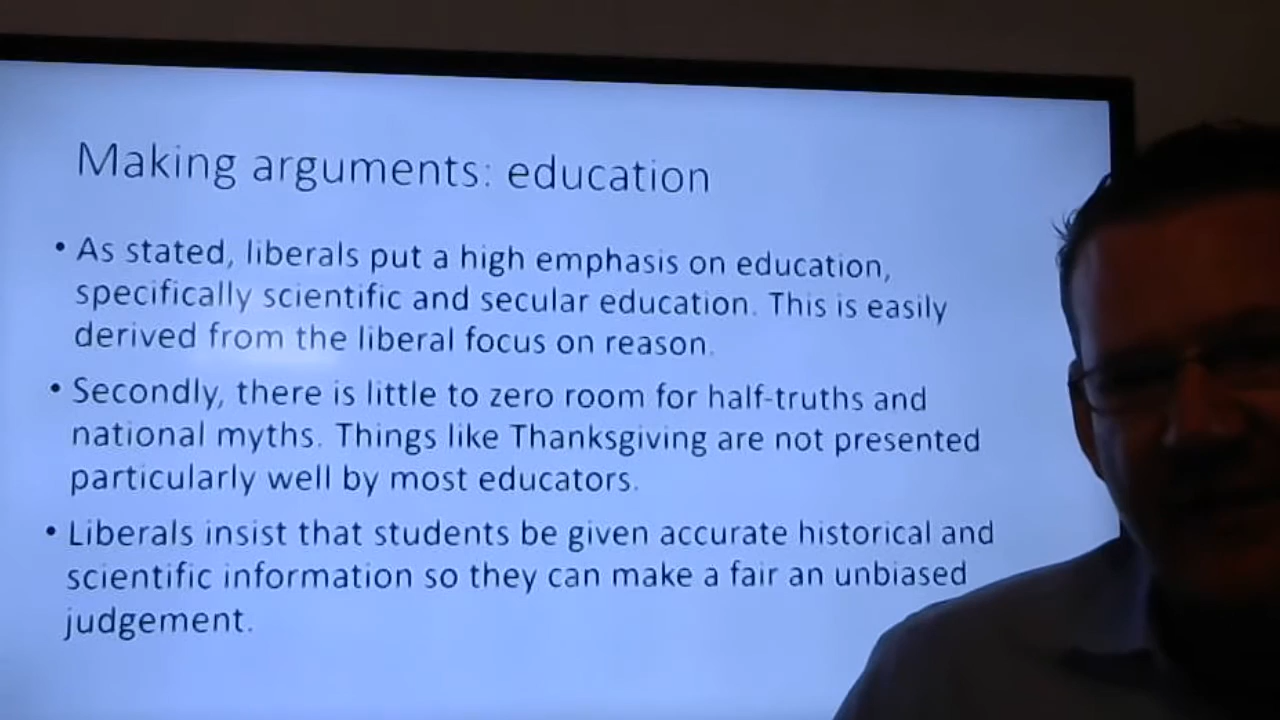 Making arguments: education
• As stated, liberals put a high emphasis on education,
specifically scientific and secular education. This is easily
derived from the liberal focus on reason.
• Secondly, there is little to zero room for half-truths and
national myths. Things like Thanksgiving are not presented
particularly well by most educators.
• Liberals insist that students be given accurate historical and
scientific information so they can make a fair an unbiased
judgement.